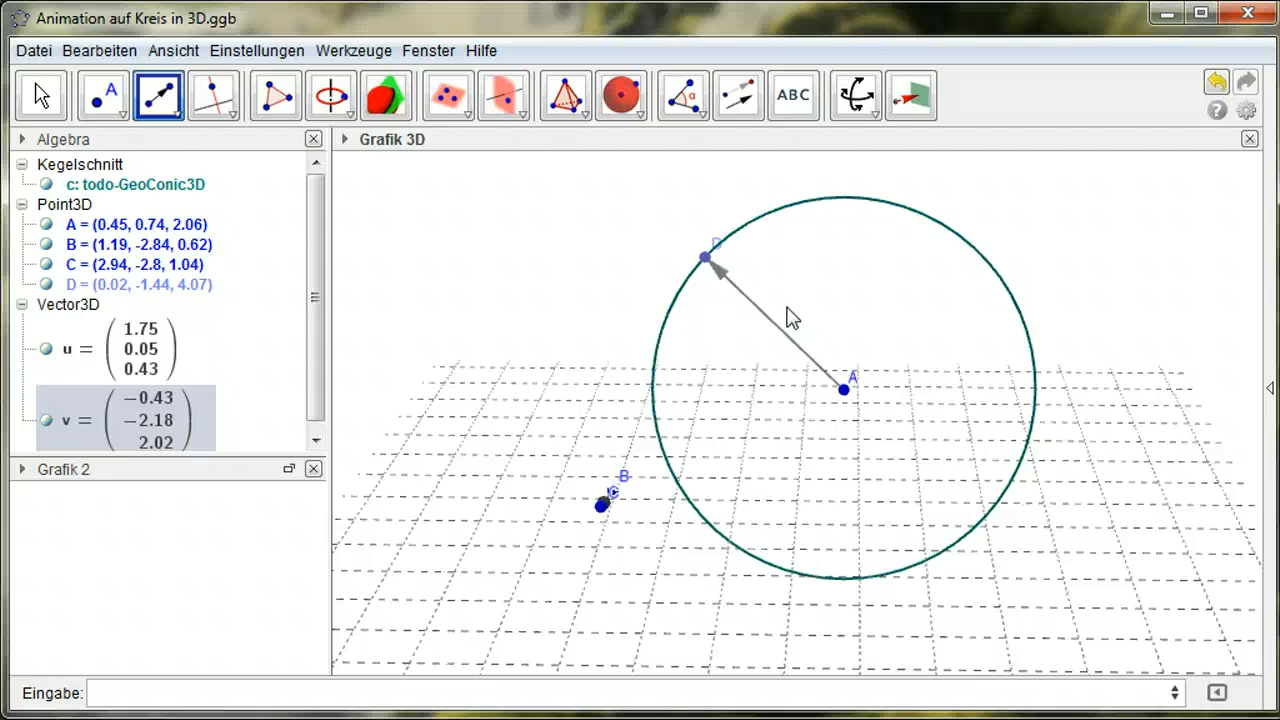 Animation auf Kreis in 3D.ggb
Datei Bearbeiten Ansicht Einstellungen Werkzeuge Fenster Hilfe
A
α
ABC
?
Algebra
Grafik 3D
Kegelschnitt
c: todo-GeoConic3D
Point3D
A = (0.45, 0.74, 2.06)
B = (1.19, -2.84, 0.62)
C = (2.94, -2.8, 1.04)
D = (0.02, -1.44, 4.07)
Vector3D
1.75
u = 0.05
0.43
−0.43
v = −2.18
2.02
Grafik 2
D
A
B
C
Eingabe: